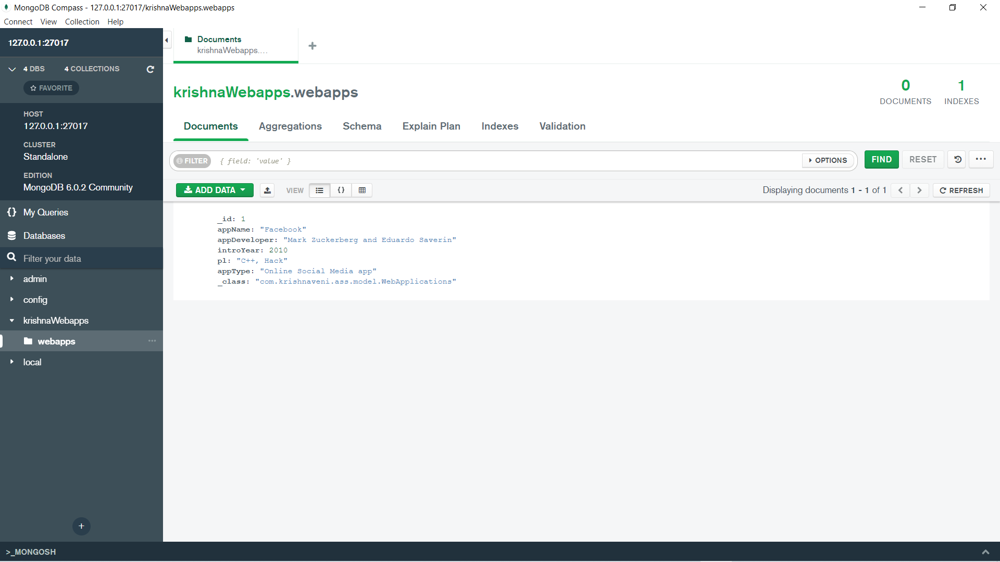 MongoDB Compass - 127.0.0.1:27017/krishnaWebapps.webapps
Connect View Collection Help
127.0.0.1:27017
4 DBS 4 COLLECTIONS
FAVORITE
HOST
127.0.0.1:27017
CLUSTER
Standalone
EDITION
MongoDB 6.0.2 Community
{} My Queries
Databases
Filter your data
admin
config
krishnaWebapps
webapps
local
+
Documents
krishnaWebapps....
+
krishnaWebapps.webapps
0
DOCUMENTS
1
INDEXES
Documents Aggregations Schema Explain Plan Indexes Validation
FILTER { field: 'value' } OPTIONS FIND RESET
ADD DATA VIEW {} Displaying documents 1 - 1 of 1 REFRESH
_id: 1
appName: "Facebook"
appDeveloper: "Mark Zuckerberg and Eduardo Saverin"
introYear: 2010
pl: "C++, Hack"
appType: "Online Social Media app"
_class: "com.krishnaveni.ass.model.WebApplications"
>_MONGOSH